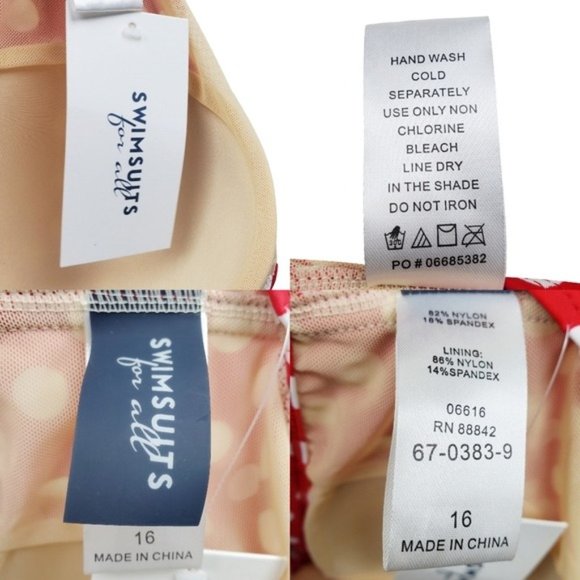 SWIMSUITS
for all
HAND WASH
COLD
SEPARATELY
USE ONLY NON
CHLORINE
BLEACH
LINE DRY
IN THE SHADE
DO NOT IRON
PO # 06685382
SWIMSUITS
for all
16
MADE IN CHINA
82% NYLON
18% SPANDEX
LINING:
86% NYLON
14%SPANDEX
06616
RN 88842
67-0383-9
16
MADE IN CHINA